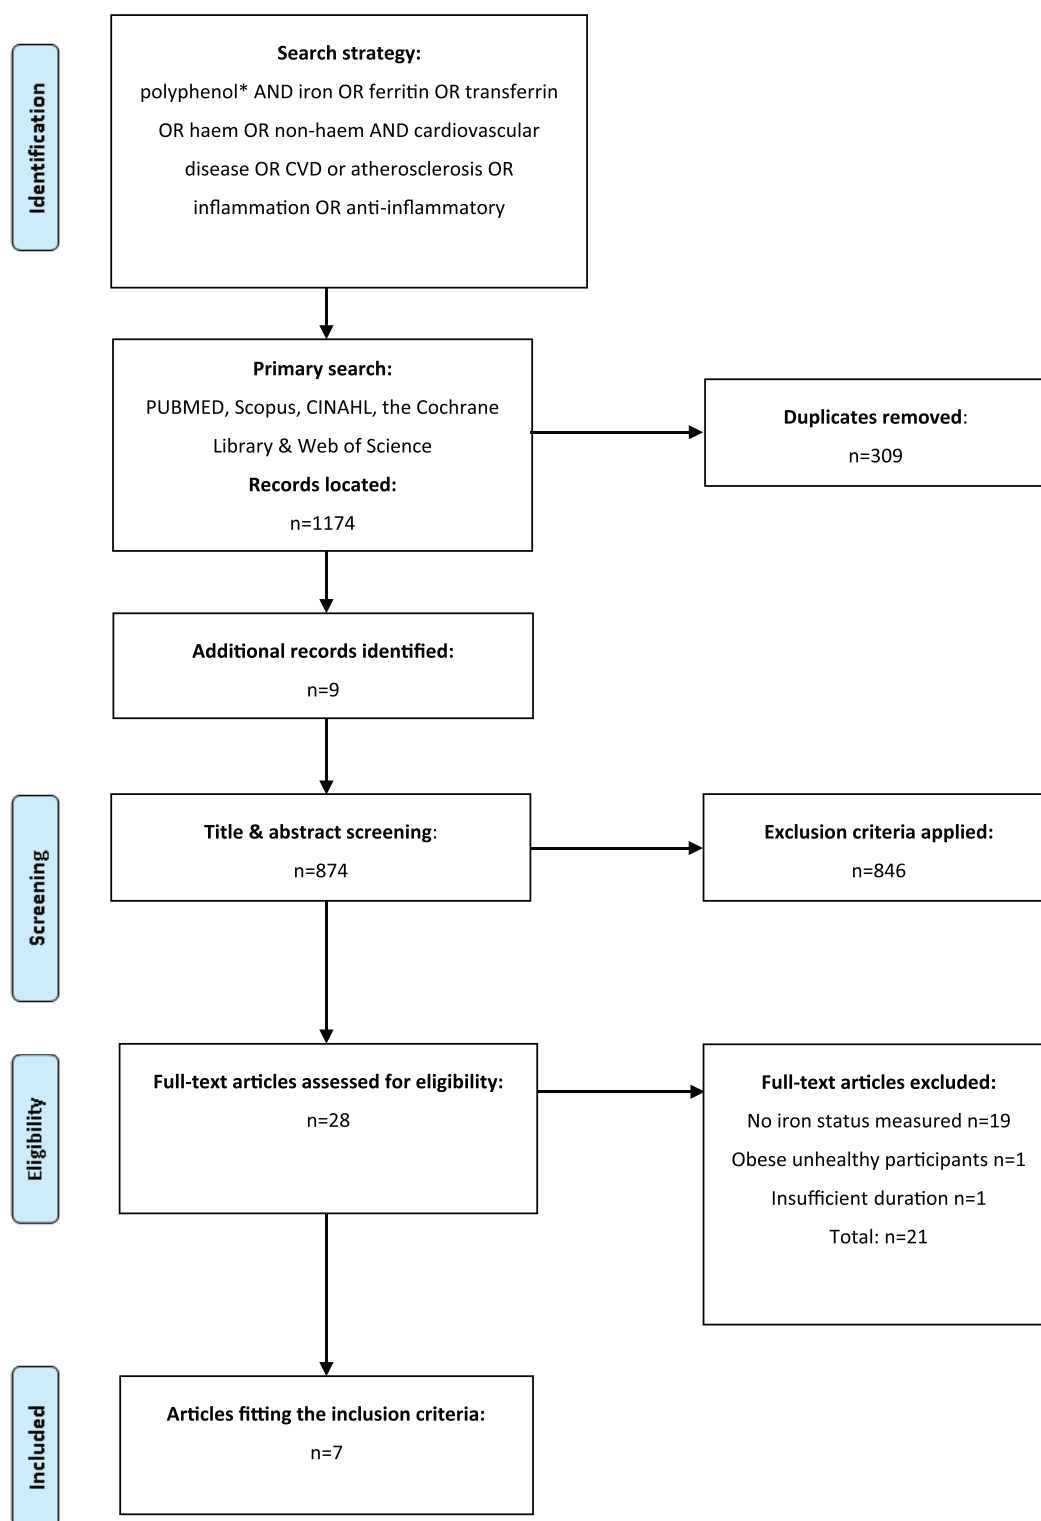 Identification
Search strategy:
polyphenol* AND iron OR ferritin OR transferrin
OR haem OR non-haem AND cardiovascular
disease OR CVD or atherosclerosis OR
inflammation OR anti-inflammatory
Primary search:
PUBMED, Scopus, CINAHL, the Cochrane
Library & Web of Science
Records located:
n=1174
Duplicates removed:
n=309
Additional records identified:
n=9
Screening
Title & abstract screening:
n=874
Exclusion criteria applied:
n=846
Eligibility
Full-text articles assessed for eligibility:
n=28
Full-text articles excluded:
No iron status measured n=19
Obese unhealthy participants n=1
Insufficient duration n=1
Total: n=21
Included
Articles fitting the inclusion criteria:
n=7